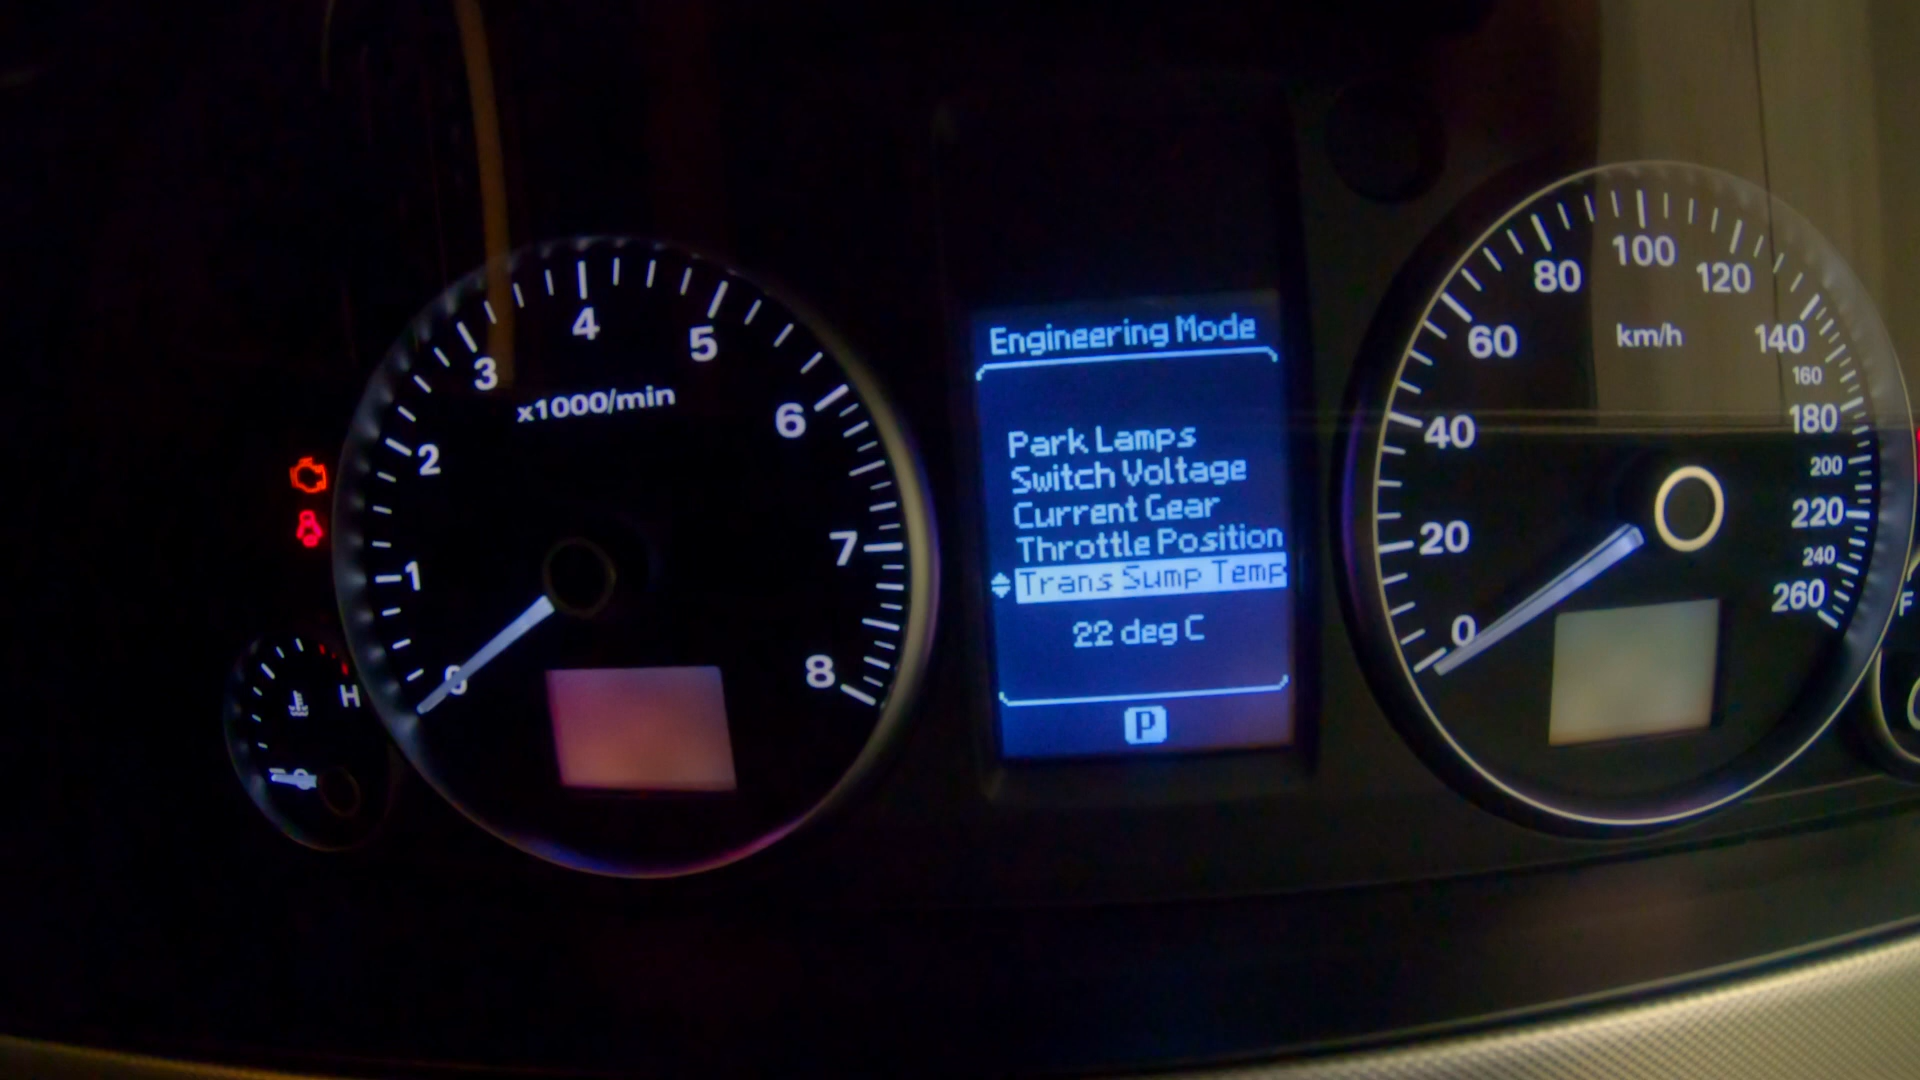 Engineering Mode
Park Lamps
Switch Voltage
Current Gear
Throttle Position
Trans Sump Temp
22 deg C
P
0
1
2
3
4
5
6
7
8
x1000/min
H
0
20
40
60
80
100
120
140
160
180
200
220
240
260
km/h
F